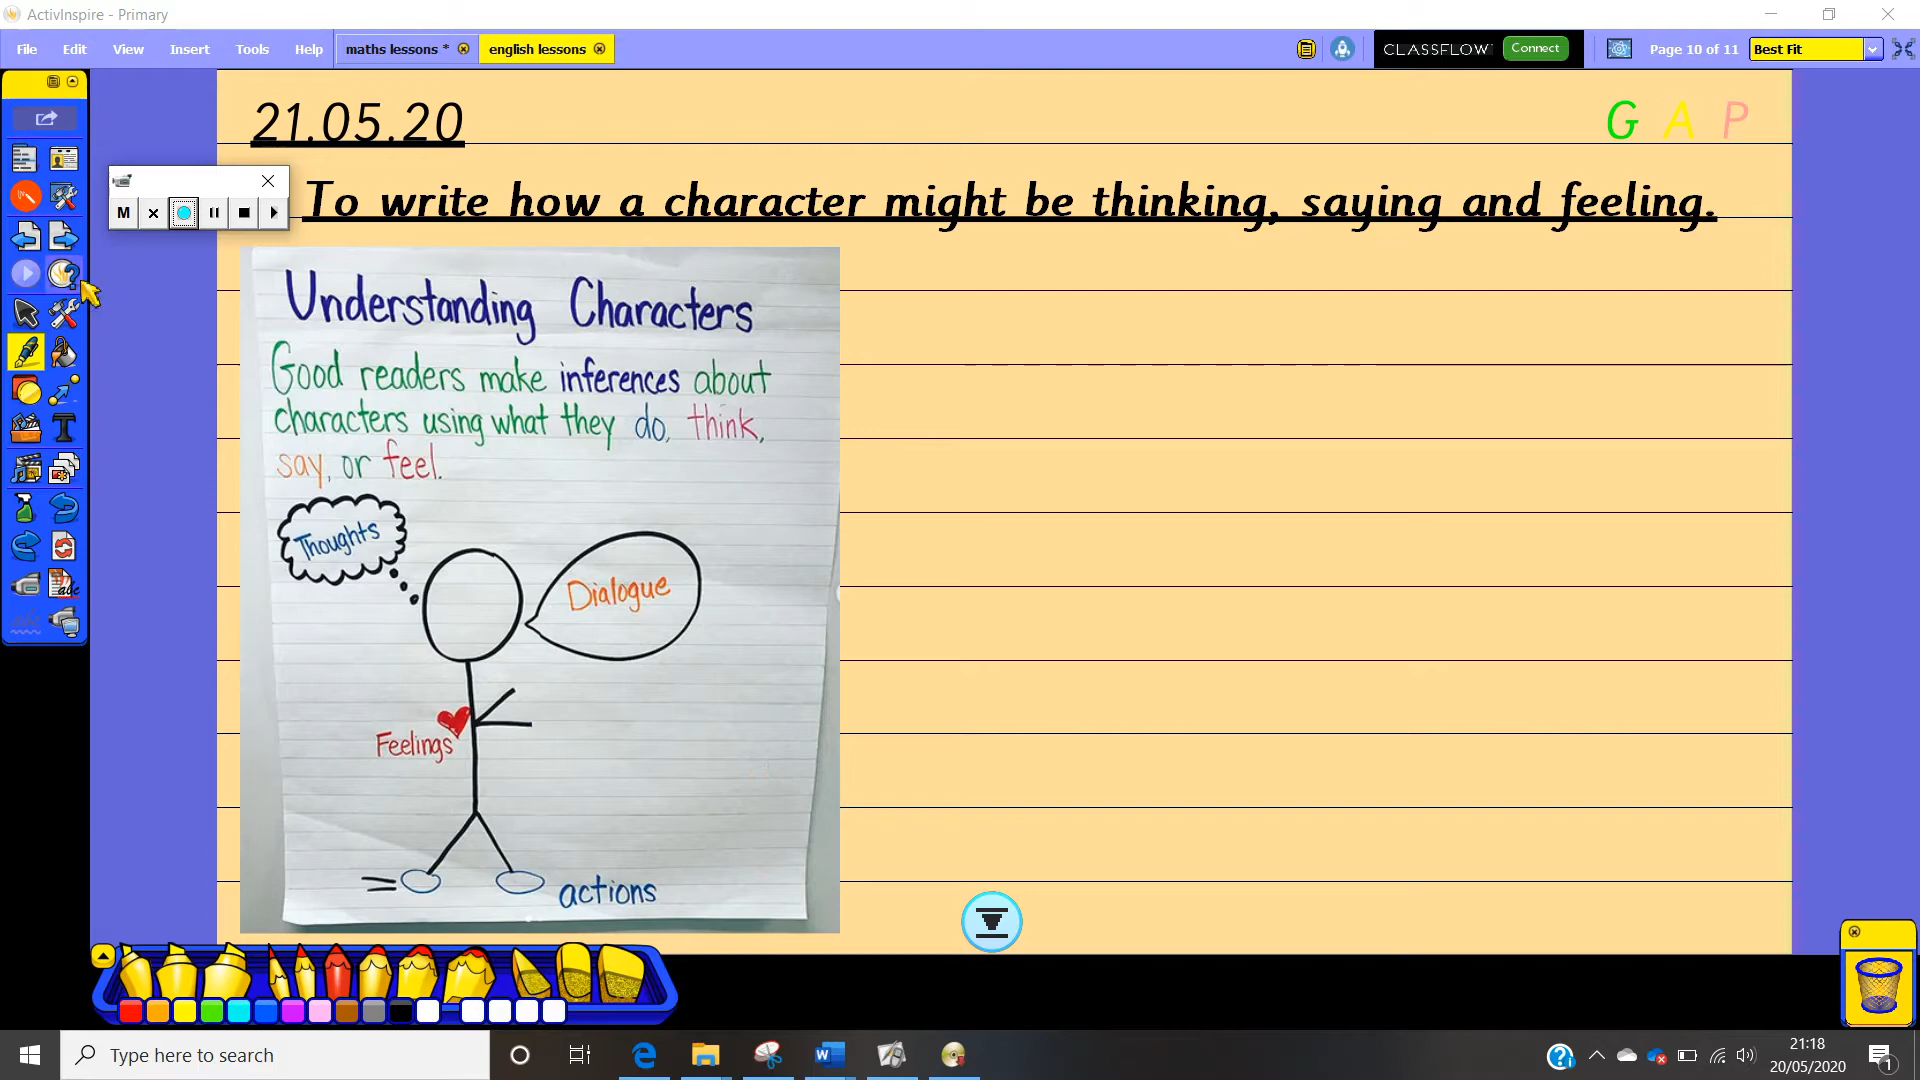 ActivInspire - Primary
File Edit View Insert Tools Help maths lessons * english lessons CLASSFLOW Connect Page 10 of 11 Best Fit
21.05.20 G A P
To write how a character might be thinking, saying and feeling.
M
Understanding Characters
Good readers make inferences about
characters using what they do, think,
say, or feel.
Thoughts
Dialogue
Feelings
actions
Type here to search
21:18
20/05/2020
1